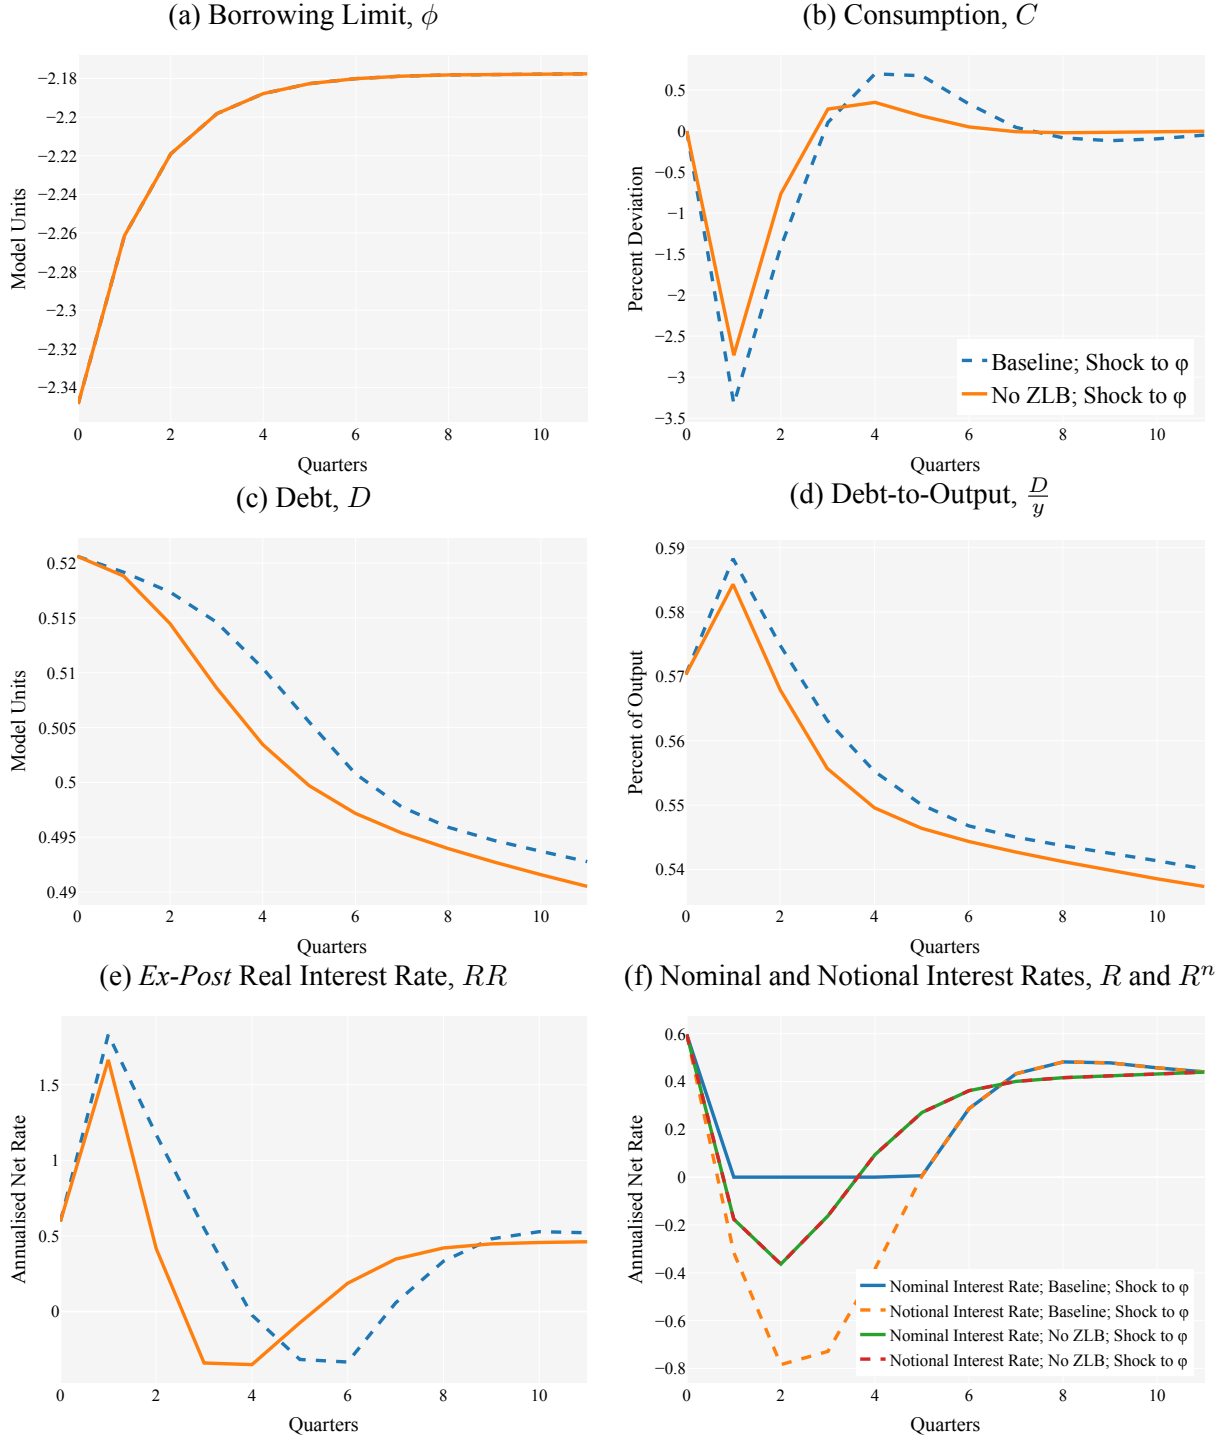 (a) Borrowing Limit, ϕ
Model Units
−2.18
−2.2
−2.22
−2.24
−2.26
−2.28
−2.3
−2.32
−2.34
0 2 4 6 8 10
Quarters
(b) Consumption, C
Percent Deviation
0.5
0
−0.5
−1
−1.5
−2
−2.5
−3
−3.5
Baseline; Shock to φ
No ZLB; Shock to φ
0 2 4 6 8 10
Quarters
(c) Debt, D
Model Units
0.52
0.515
0.51
0.505
0.5
0.495
0.49
0 2 4 6 8 10
Quarters
(d) Debt-to-Output, D/y
Percent of Output
0.59
0.58
0.57
0.56
0.55
0.54
0 2 4 6 8 10
Quarters
(e) Ex-Post Real Interest Rate, RR
Annualised Net Rate
1.5
1
0.5
0
0 2 4 6 8 10
Quarters
(f) Nominal and Notional Interest Rates, R and Rⁿ
Annualised Net Rate
0.6
0.4
0.2
0
−0.2
−0.4
−0.6
−0.8
Nominal Interest Rate; Baseline; Shock to φ
Notional Interest Rate; Baseline; Shock to φ
Nominal Interest Rate; No ZLB; Shock to φ
Notional Interest Rate; No ZLB; Shock to φ
0 2 4 6 8 10
Quarters